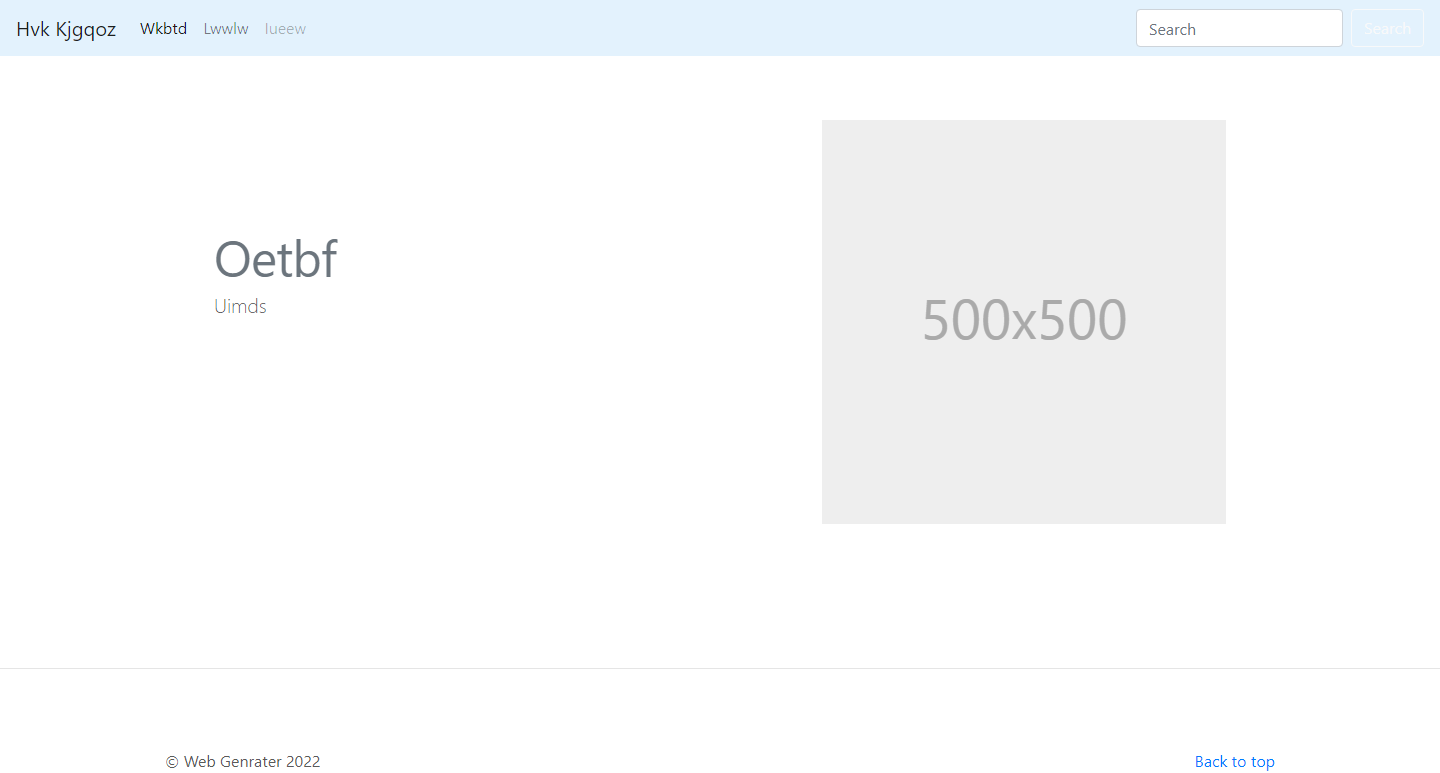 Hvk Kjgqoz Wkbtd Lwwlw Iueew Search Search
Oetbf
Uimds
500x500
© Web Genrater 2022 Back to top